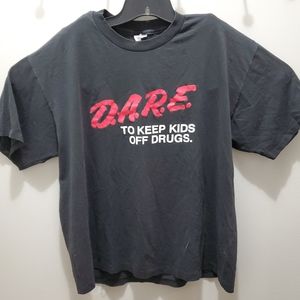 D.A.R.E.
TO KEEP KIDS
OFF DRUGS.